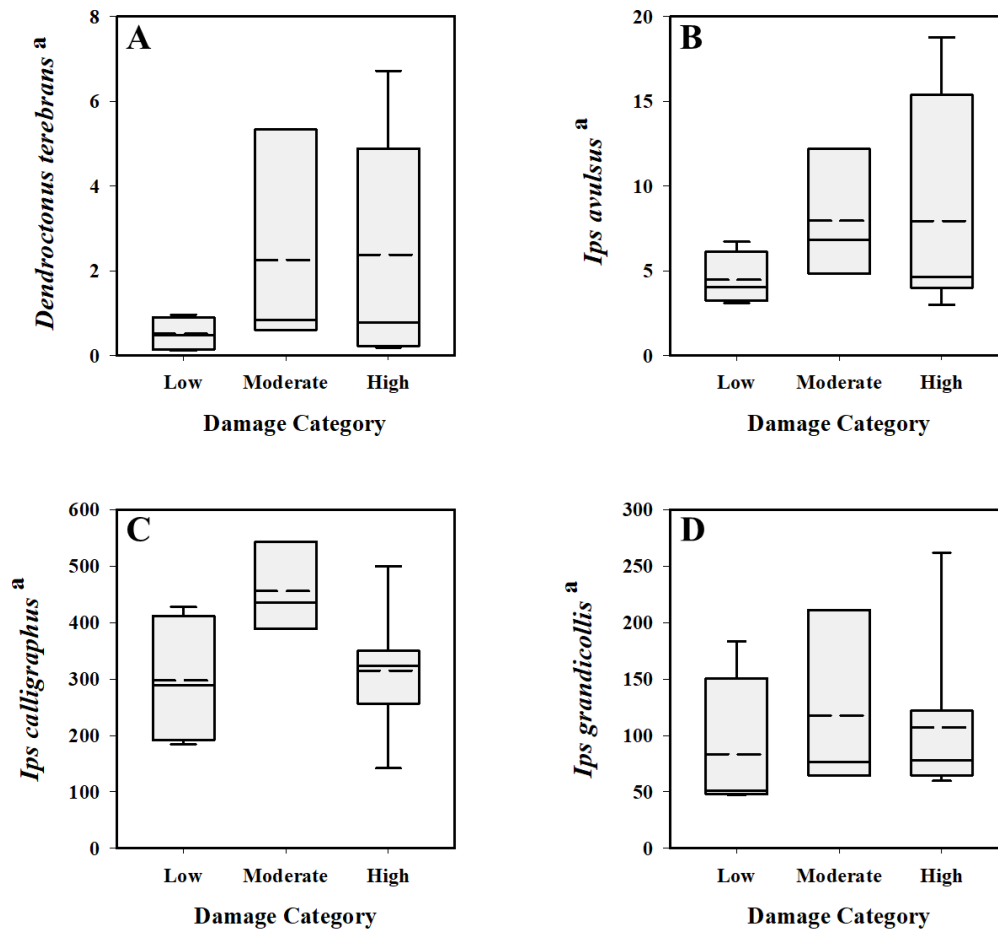 A
Dendroctonus terebrans a
8
6
4
2
0
Low Moderate High
Damage Category
B
Ips avulsus a
20
15
10
5
0
Low Moderate High
Damage Category
C
Ips calligraphus a
600
500
400
300
200
100
0
Low Moderate High
Damage Category
D
Ips grandicollis a
300
250
200
150
100
50
0
Low Moderate High
Damage Category